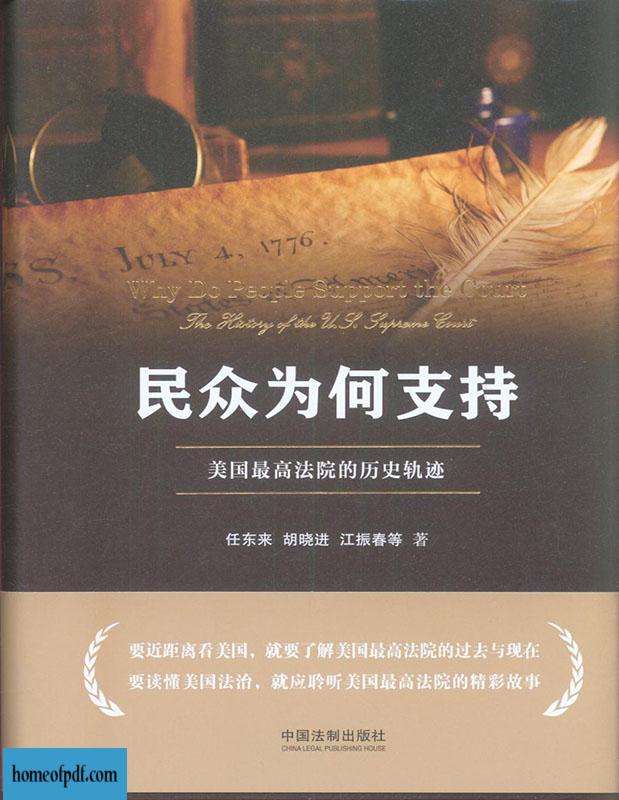 S S. JULY 4, 1776.
Why Do People Support the Court
The History of the U.S. Supreme Court
民众为何支持
美国最高法院的历史轨迹
任东来 胡晓进 江振春等 著
要近距离看美国，就要了解美国最高法院的过去与现在
要读懂美国法治，就应聆听美国最高法院的精彩故事
中国法制出版社
CHINA LEGAL PUBLISHING HOUSE
homeofpdf.com